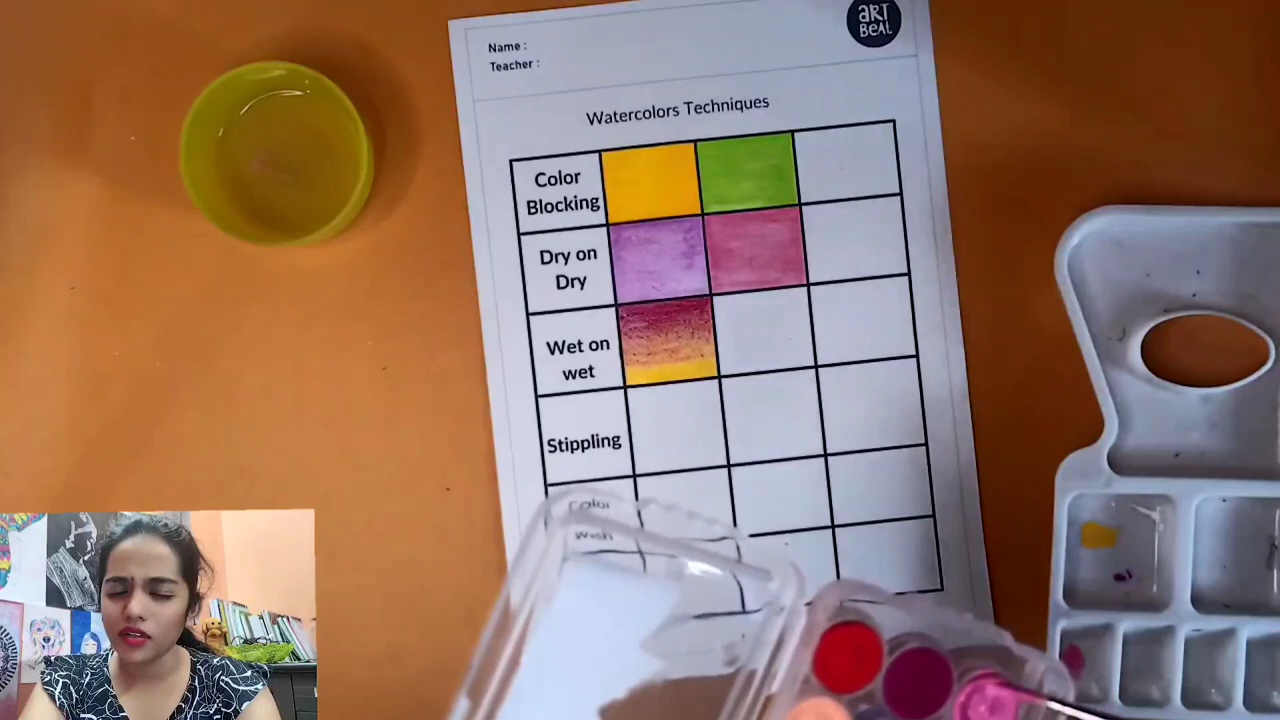 ART
BEAT
Name :
Teacher :
Watercolors Techniques
Color
Blocking
Dry on
Dry
Wet on
wet
Stippling
Color
Wash